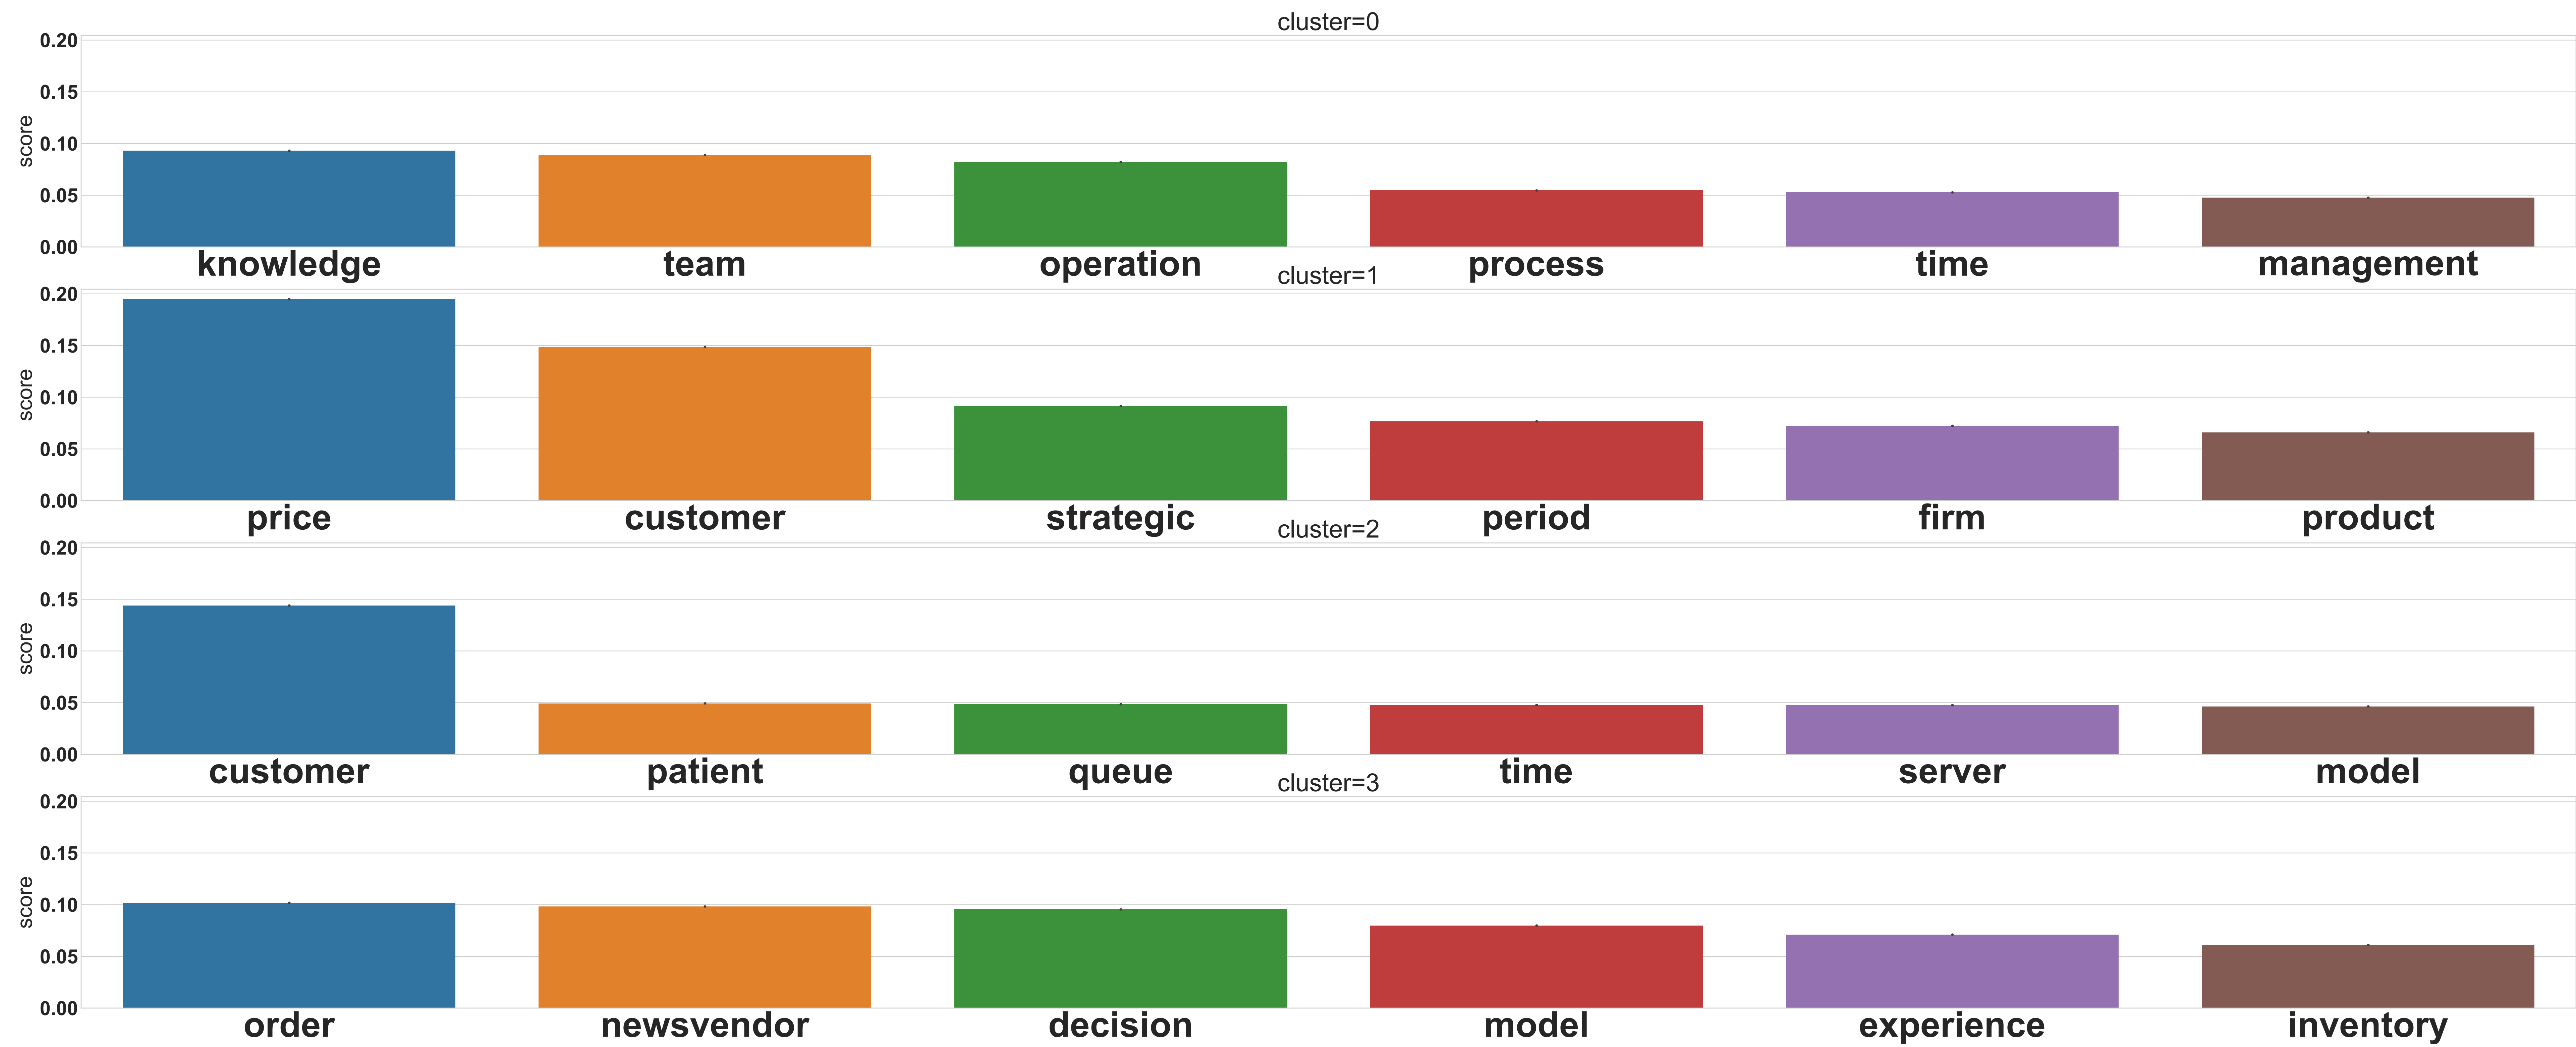 cluster=0
0.20
0.15
0.10
0.05
0.00
score
knowledge team operation process time management
cluster=1
0.20
0.15
0.10
0.05
0.00
score
price customer strategic period firm product
cluster=2
0.20
0.15
0.10
0.05
0.00
score
customer patient queue time server model
cluster=3
0.20
0.15
0.10
0.05
0.00
score
order newsvendor decision model experience inventory